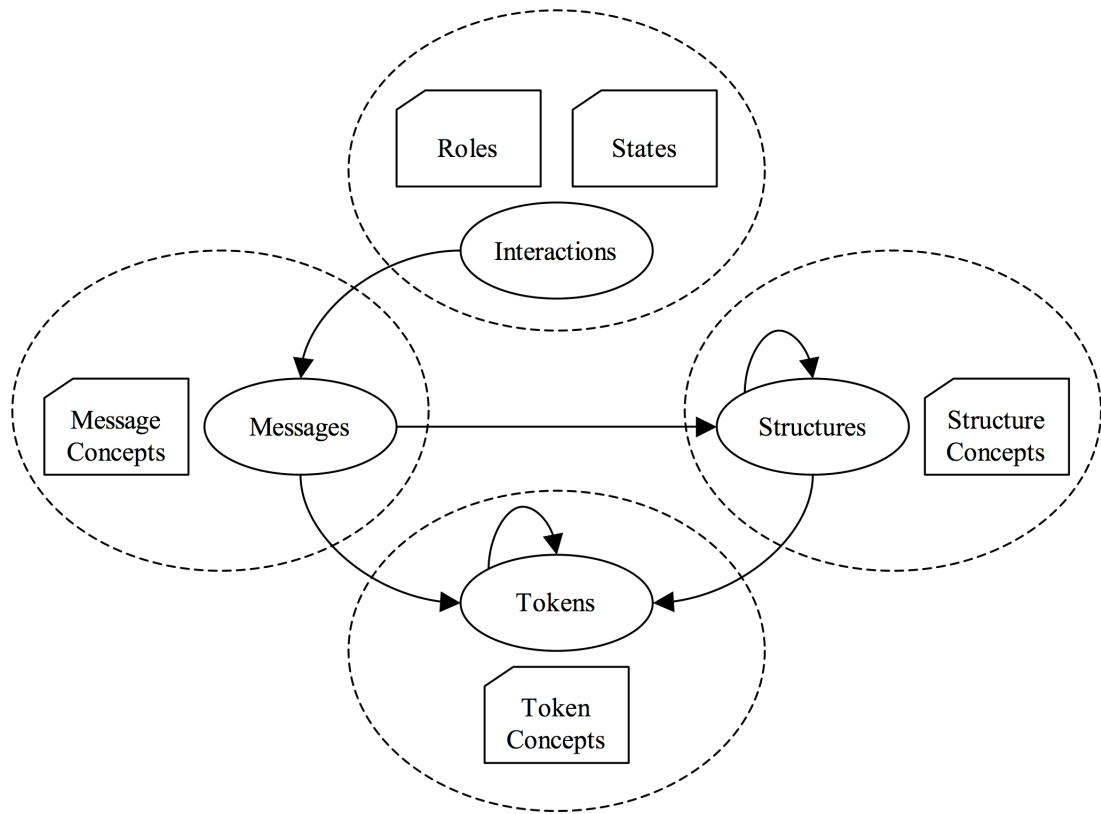 Roles
States
Interactions
Message
Concepts
Messages
Structures
Structure
Concepts
Tokens
Token
Concepts